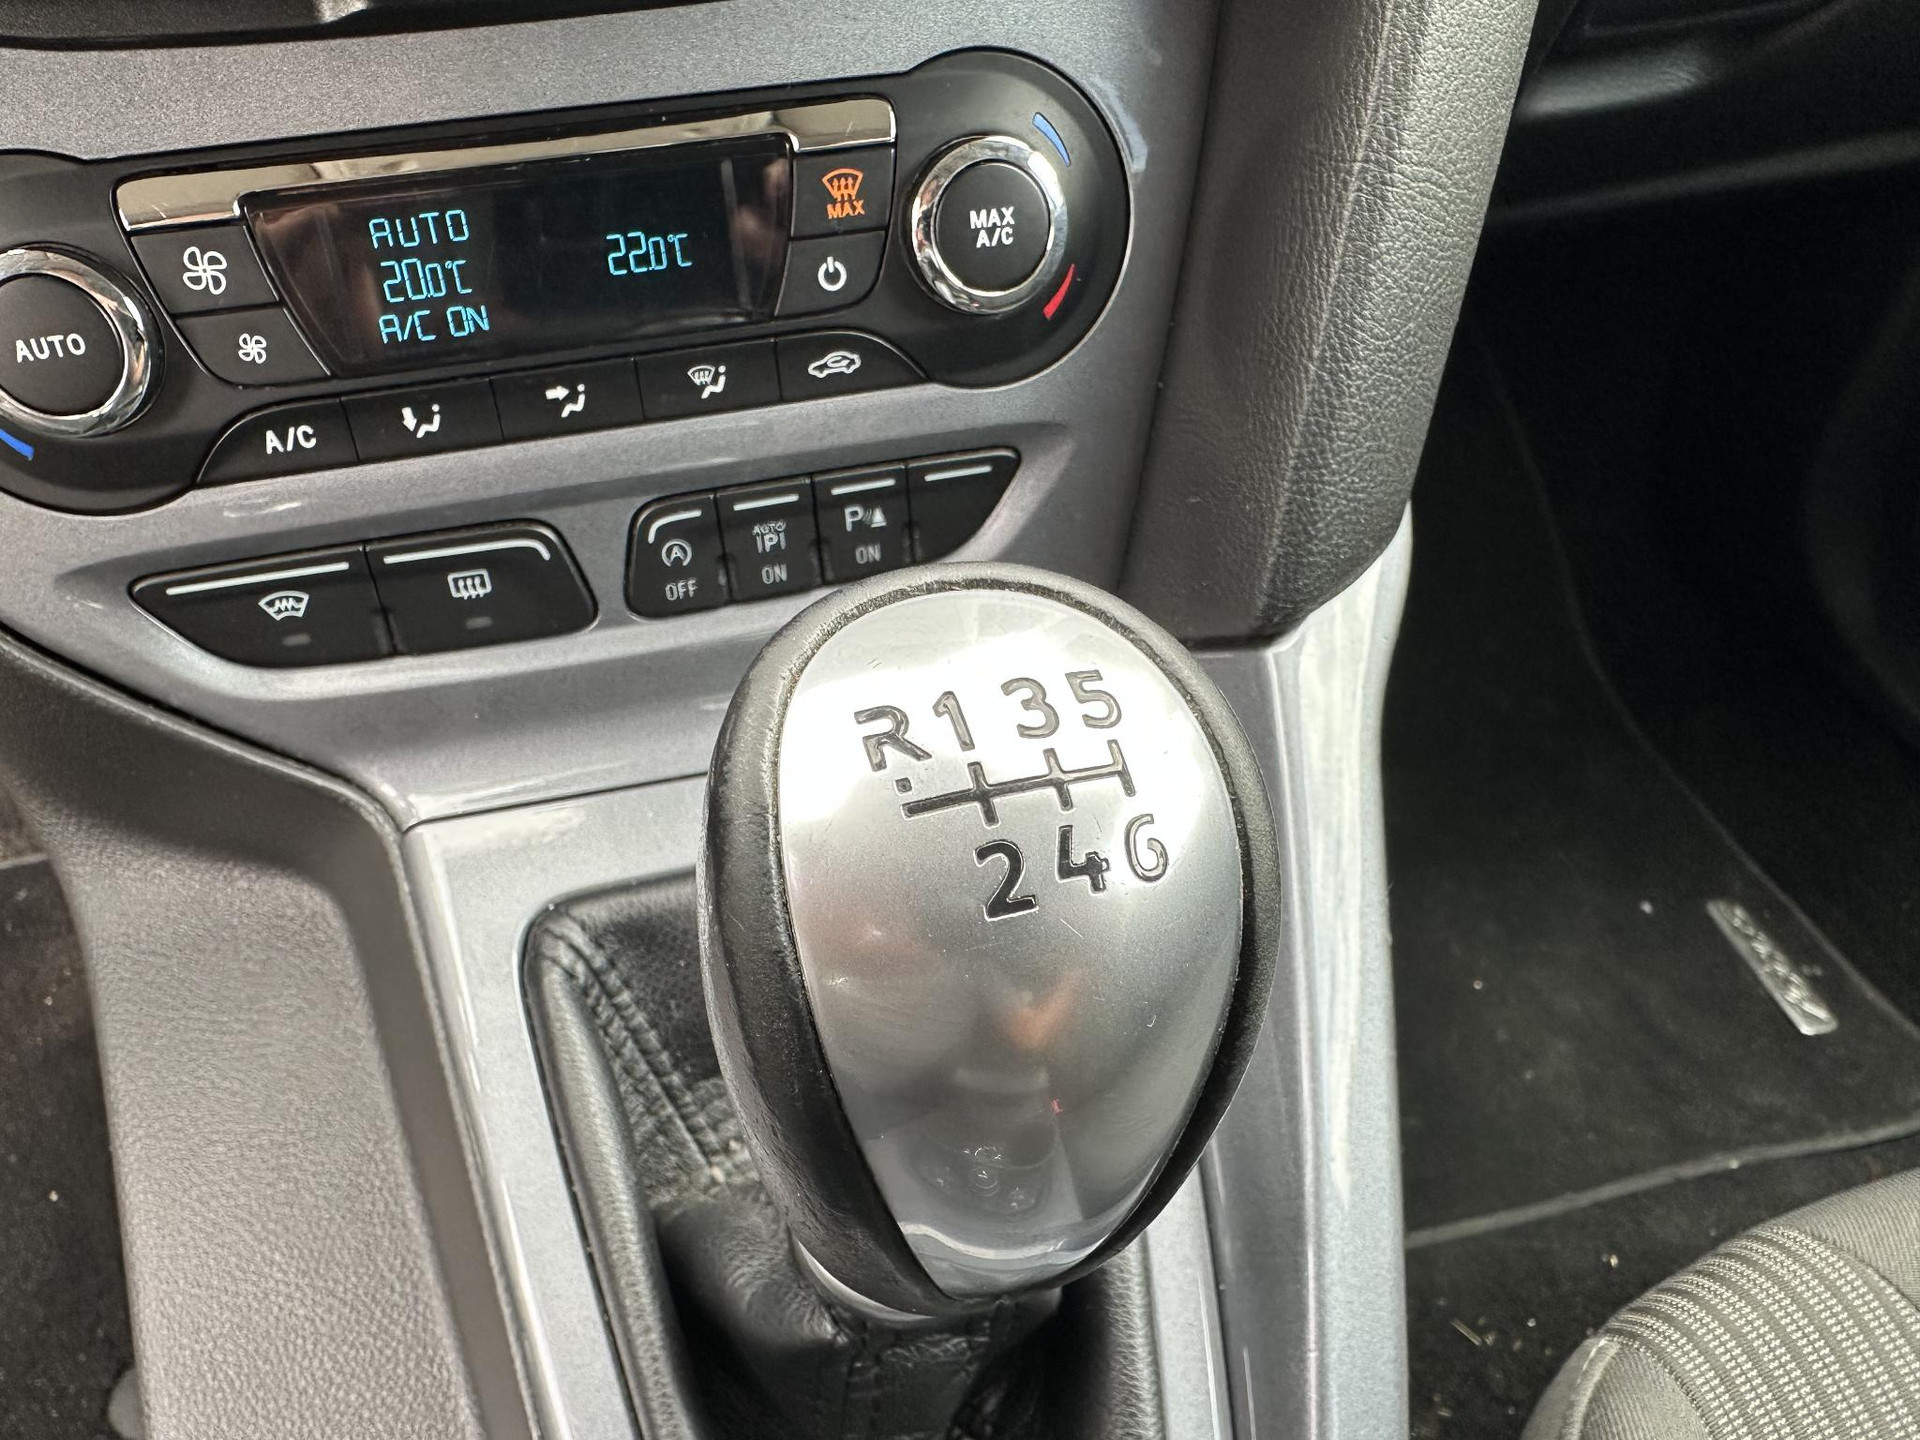 AUTO
20.0°C
A/C ON
22.0°C
MAX
MAX
A/C
AUTO
A/C
A
OFF
AUTO
P
ON
P
ON
R 1 3 5
2 4 6